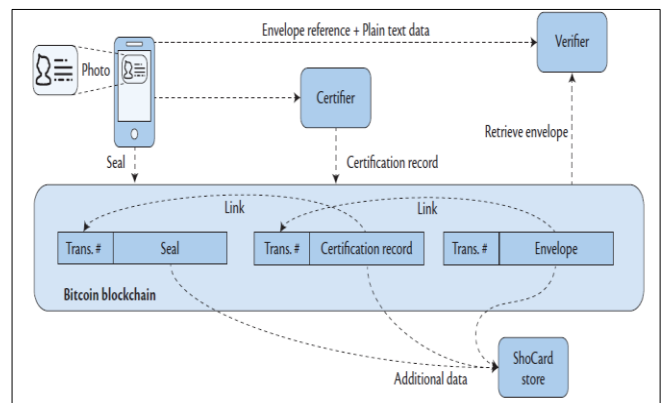 Envelope reference + Plain text data
Verifier
Photo
Certifier
Retrieve envelope
Seal
Certification record
Link
Link
Trans. #
Seal
Trans. #
Certification record
Trans. #
Envelope
Bitcoin blockchain
ShoCard
store
Additional data